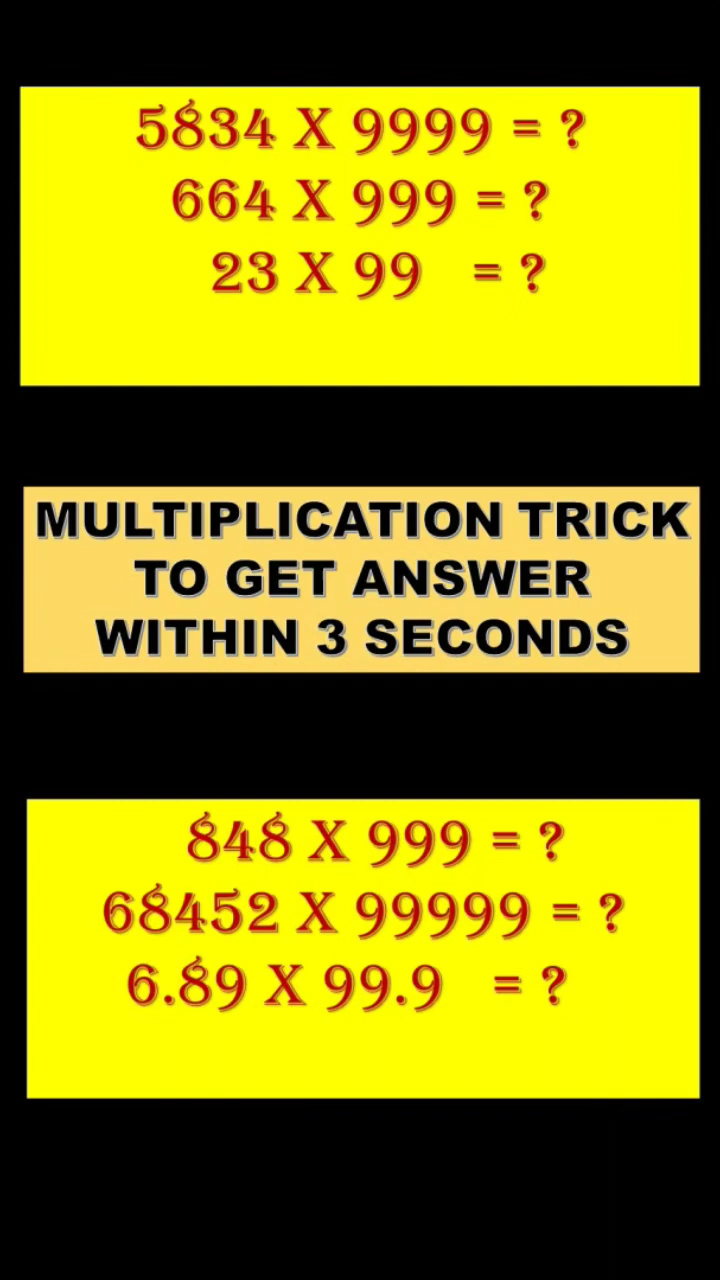 5834 X 9999 = ?
664 X 999 = ?
23 X 99 = ?
MULTIPLICATION TRICK
TO GET ANSWER
WITHIN 3 SECONDS
848 X 999 = ?
68452 X 99999 = ?
6.89 X 99.9 = ?